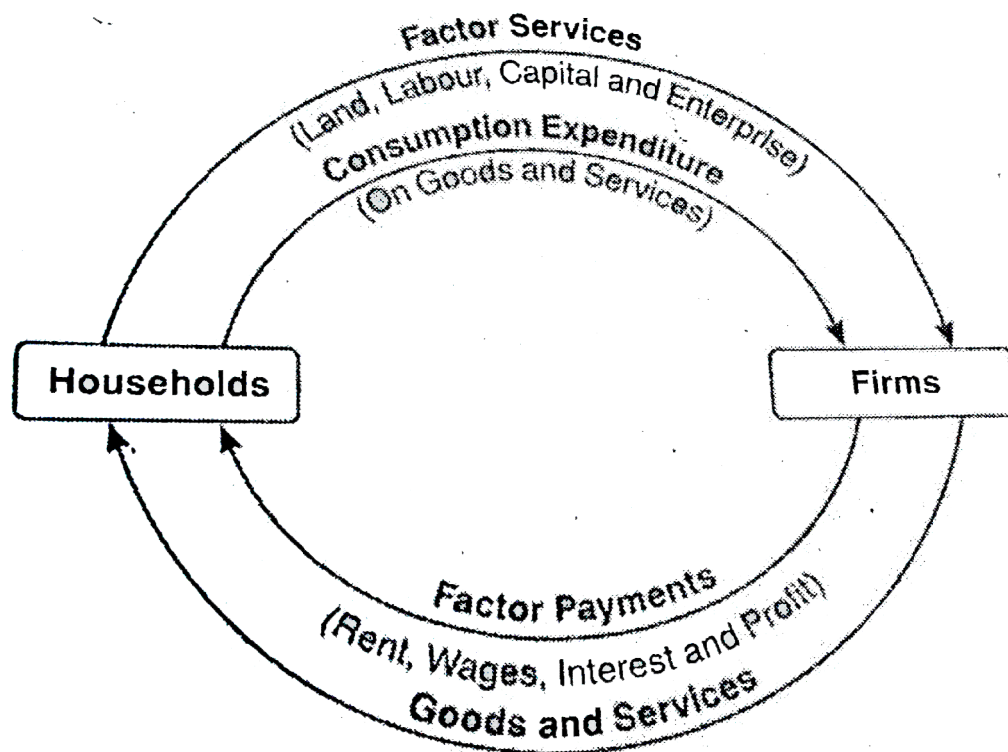 Factor Services
(Land, Labour, Capital and Enterprise)
Consumption Expenditure
(On Goods and Services)
Households
Firms
Factor Payments
(Rent, Wages, Interest and Profit)
Goods and Services